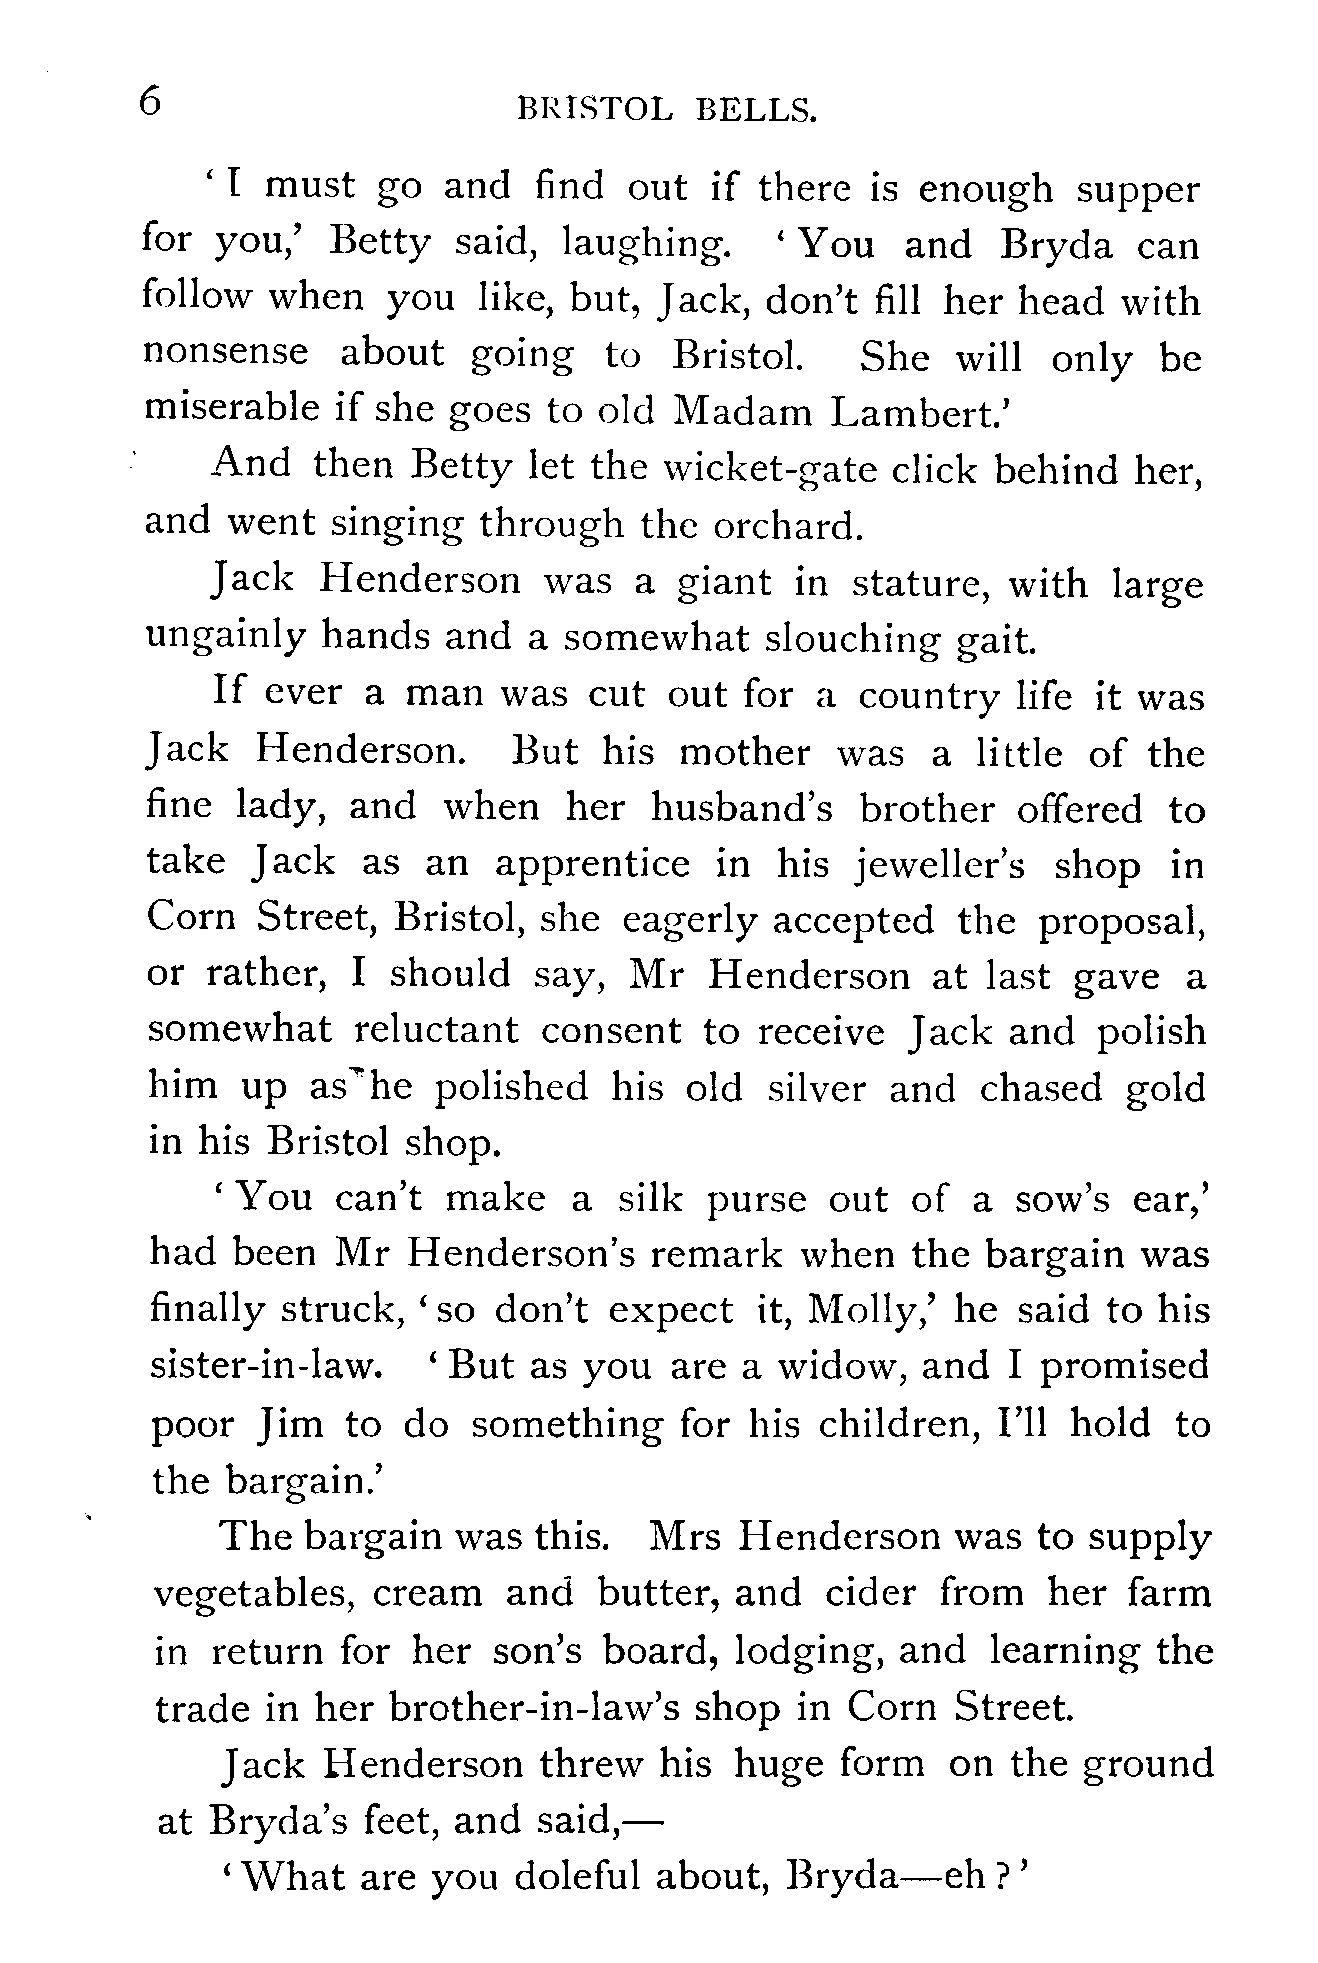 6
BRISTOL BELLS.
‘ I must go and find out if there is enough supper
for you,’ Betty said, laughing. ‘ You and Bryda can
follow when you like, but, Jack, don’t fill her head with
nonsense about going to Bristol. She will only be
miserable if she goes to old Madam Lambert.’
And then Betty let the wicket-gate click behind her,
and went singing through the orchard.
Jack Henderson was a giant in stature, with large
ungainly hands and a somewhat slouching gait.
If ever a man was cut out for a country life it was
Jack Henderson. But his mother was a little of the
fine lady, and when her husband’s brother offered to
take Jack as an apprentice in his jeweller’s shop in
Corn Street, Bristol, she eagerly accepted the proposal,
or rather, I should say, Mr Henderson at last gave a
somewhat reluctant consent to receive Jack and polish
him up as he polished his old silver and chased gold
in his Bristol shop.
‘ You can’t make a silk purse out of a sow’s ear,’
had been Mr Henderson’s remark when the bargain was
finally struck, ‘ so don’t expect it, Molly,’ he said to his
sister-in-law. ‘ But as you are a widow, and I promised
poor Jim to do something for his children, I’ll hold to
the bargain.’
The bargain was this. Mrs Henderson was to supply
vegetables, cream and butter, and cider from her farm
in return for her son’s board, lodging, and learning the
trade in her brother-in-law’s shop in Corn Street.
Jack Henderson threw his huge form on the ground
at Bryda’s feet, and said,—
‘ What are you doleful about, Bryda—eh ? ’